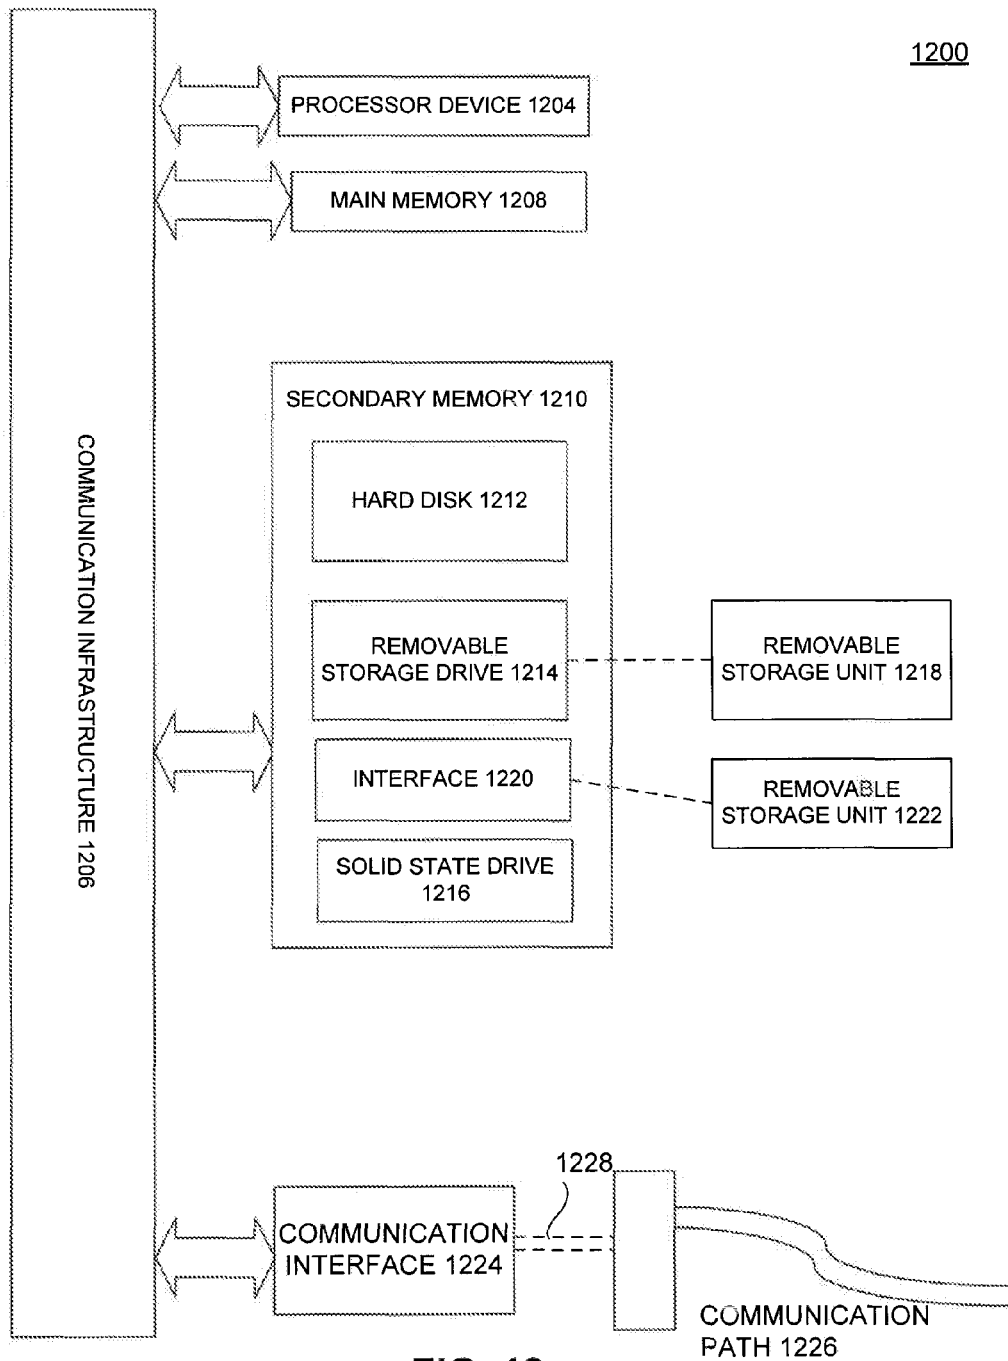 1200
PROCESSOR DEVICE 1204
MAIN MEMORY 1208
COMMUNICATION INFRASTRUCTURE 1206
SECONDARY MEMORY 1210
HARD DISK 1212
REMOVABLE
STORAGE DRIVE 1214
REMOVABLE
STORAGE UNIT 1218
INTERFACE 1220
REMOVABLE
STORAGE UNIT 1222
SOLID STATE DRIVE
1216
1228
COMMUNICATION
INTERFACE 1224
COMMUNICATION
PATH 1226